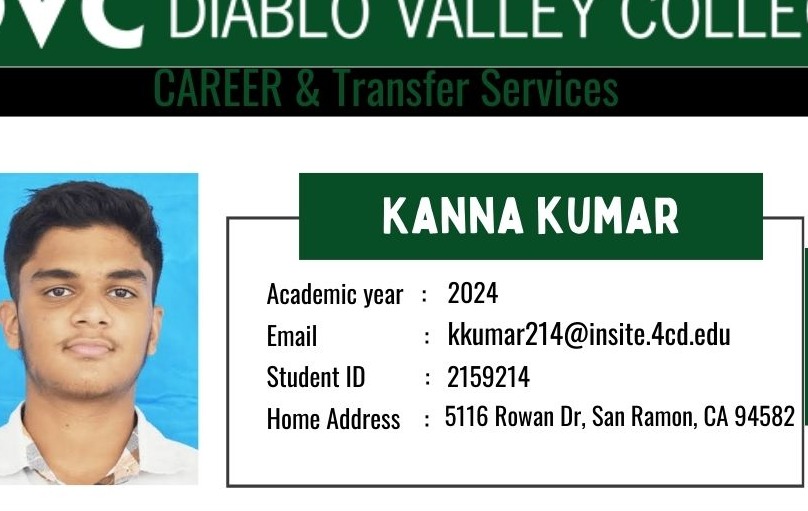 DVC DIABLO VALLEY COLLE
CAREER & Transfer Services
KANNA KUMAR
Academic year : 2024
Email : kkumar214@insite.4cd.edu
Student ID : 2159214
Home Address : 5116 Rowan Dr, San Ramon, CA 94582